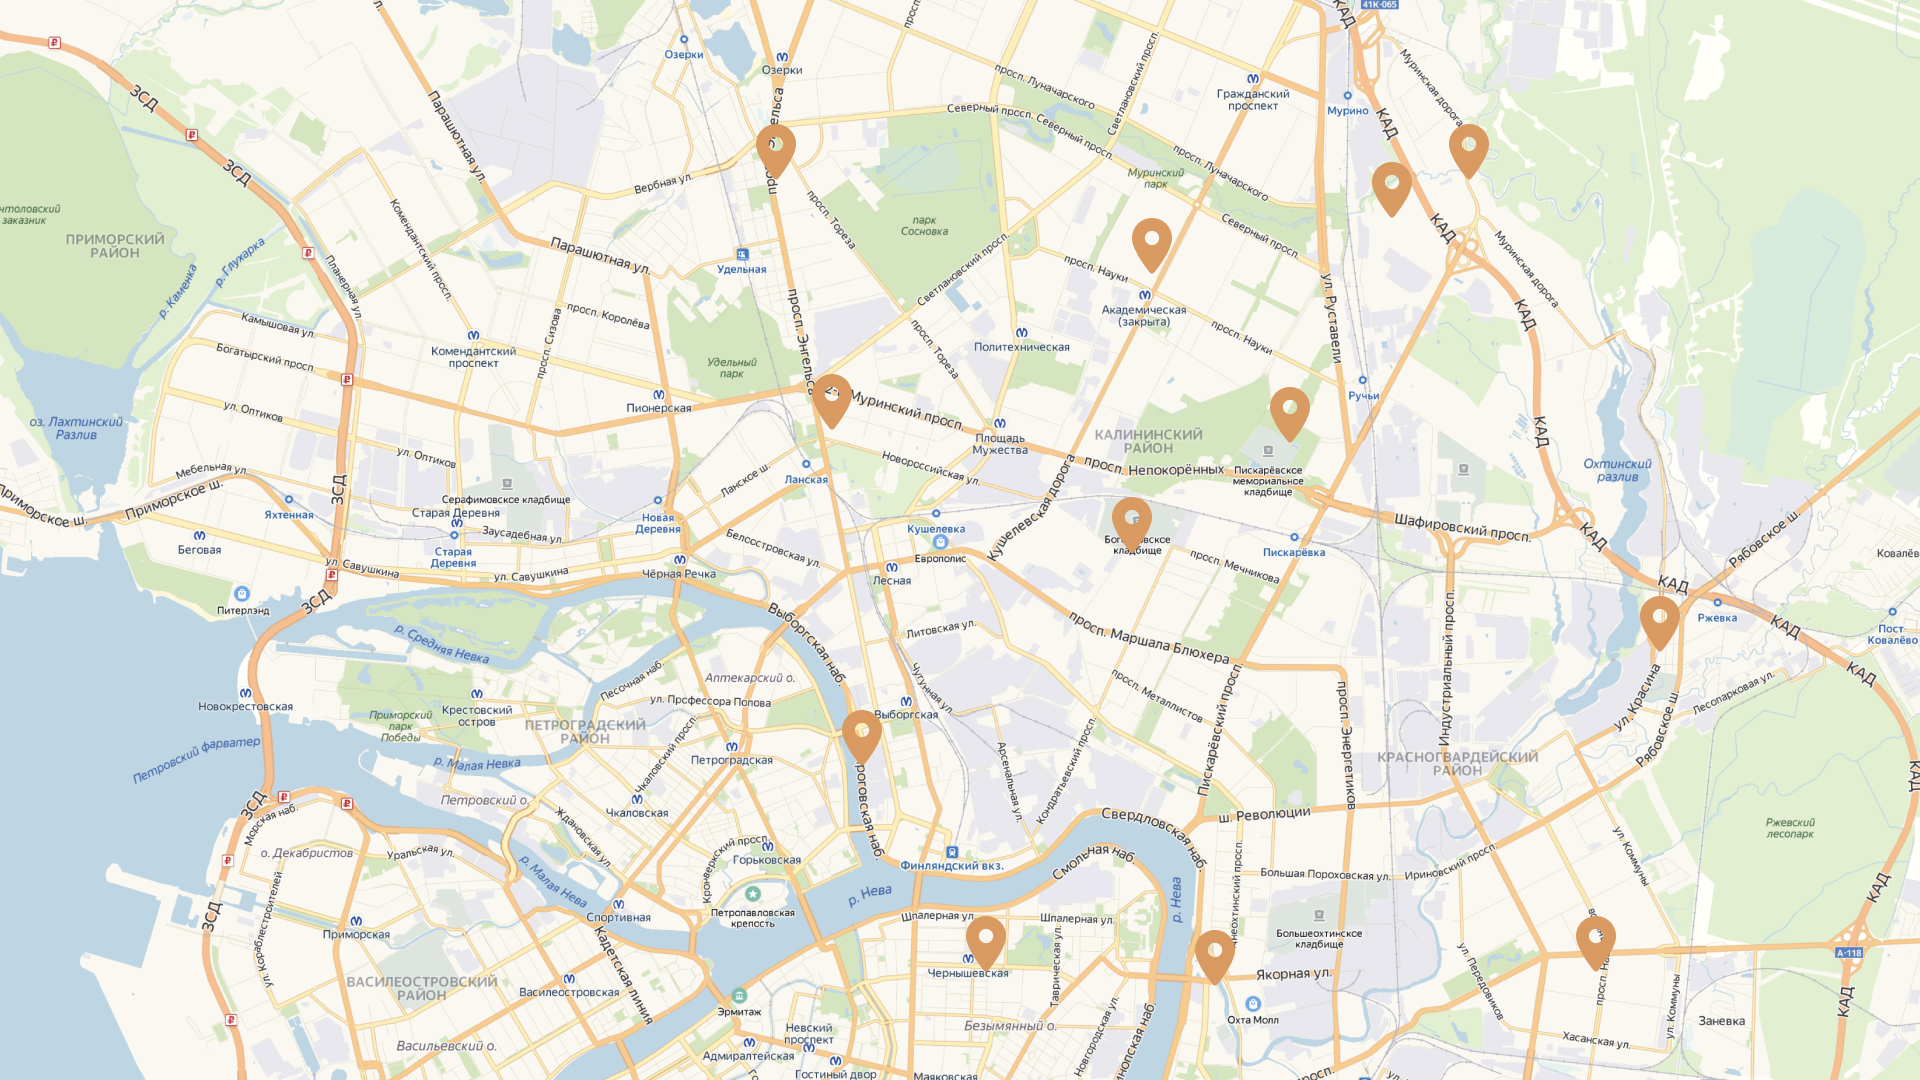 41К-065
КАД
Озерки
Озерки
просп.
Муринская дорога
ЗСД
Парашютная ул.
просп. Луначарского
Светлановский просп.
Гражданский
проспект
Мурино
Северный просп.
Северный просп.
КАД
просп. Луначарского
ЗСД
Вербная ул.
Муринский
парк
заказник
ПРИМОРСКИЙ
РАЙОН
р. Глухарка
р. Каменка
Комендантский просп.
Планерная ул.
Парашютная ул.
Удельная
просп. Тореза
парк
Сосновка
Светлановский просп.
Северный просп.
КАД
Муринская дорога
просп. Науки
Академическая
(закрыта)
ул. Руставели
КАД
Камышовая ул.
Богатырский просп.
Комендантский
проспект
просп. Сизова
просп. Королёва
просп. Энгельса
Удельный
парк
просп. Тореза
Политехническая
просп. Науки
Ручьи
оз. Лахтинский
Разлив
ул. Оптиков
Пионерская
Муринский просп.
Площадь
Мужества
КАЛИНИНСКИЙ
РАЙОН
КАД
ул. Оптиков
Мебельная ул.
Приморское ш.
Приморское ш.
ЗСД
Серафимовское кладбище
Старая Деревня
Ланское ш.
Ланская
Новороссийская ул.
просп. Непокорённых
Пискарёвское
мемориальное
кладбище
Охтинский
разлив
Яхтенная
Беговая
Заусадебная ул.
Старая
Деревня
Новая
Деревня
Белоостровская ул.
Кушелевка
Европолис
Кушелевская дорога
кладбище
просп. Мечникова
Пискарёвка
Шафировский просп.
КАД
Рябовское ш.
ул. Савушкина
ул. Савушкина
Чёрная Речка
Лесная
КАД
Питерлэнд
ЗСД
р. Средняя Невка
Выборгская наб.
Литовская ул.
просп. Маршала Блюхера
Индустриальный просп.
Ржевка
КАД
Пост
Ковалёво
Новокрестовская
Песочная наб.
Аптекарский о.
Чугунная ул.
КАД
Крестовский
остров
Приморский
парк
Победы
ПЕТРОГРАДСКИЙ
РАЙОН
Выборгская
просп. Металлистов
Пискарёвский просп.
просп. Энергетиков
ул. Красина
Рябовское ш.
Лесопарковая ул.
Петровский фарватер
р. Малая Невка
Чкаловский просп.
Петроградская
Арсенальная ул.
Кондратьевский просп.
КРАСНОГВАРДЕЙСКИЙ
РАЙОН
КАД
Петровский о.
Чкаловская
ЗСД
Морская наб.
Ждановская ул.
Свердловская наб.
ш. Революции
Ржевский
лесопарк
о. Декабристов
Уральская ул.
р. Малая Нева
Кронверкский просп.
Горьковская
Финляндский вкз.
Смольная наб.
Большая Пороховская ул.
Ириновский просп.
ул. Коммуны
ул. Кораблестроителей
Петропавловская
крепость
р. Нева
р. Нева
КАД
ЗСД
Приморская
Спортивная
Шпалерная ул.
Шпалерная ул.
Большеохтинское
кладбище
А-118
Кадетская линия
Чернышевская
Таврическая ул.
Якорная ул.
ул. Передовиков
ВАСИЛЕОСТРОВСКИЙ
РАЙОН
Василеостровская
Эрмитаж
Охта Молл
ул. Коммуны
КАД
Заневка
Невский
проспект
Безымянный о.
Новгородская ул.
Хасанская ул.
Васильевский о.
Адмиралтейская
Гостиный двор
Маяковская
просп.